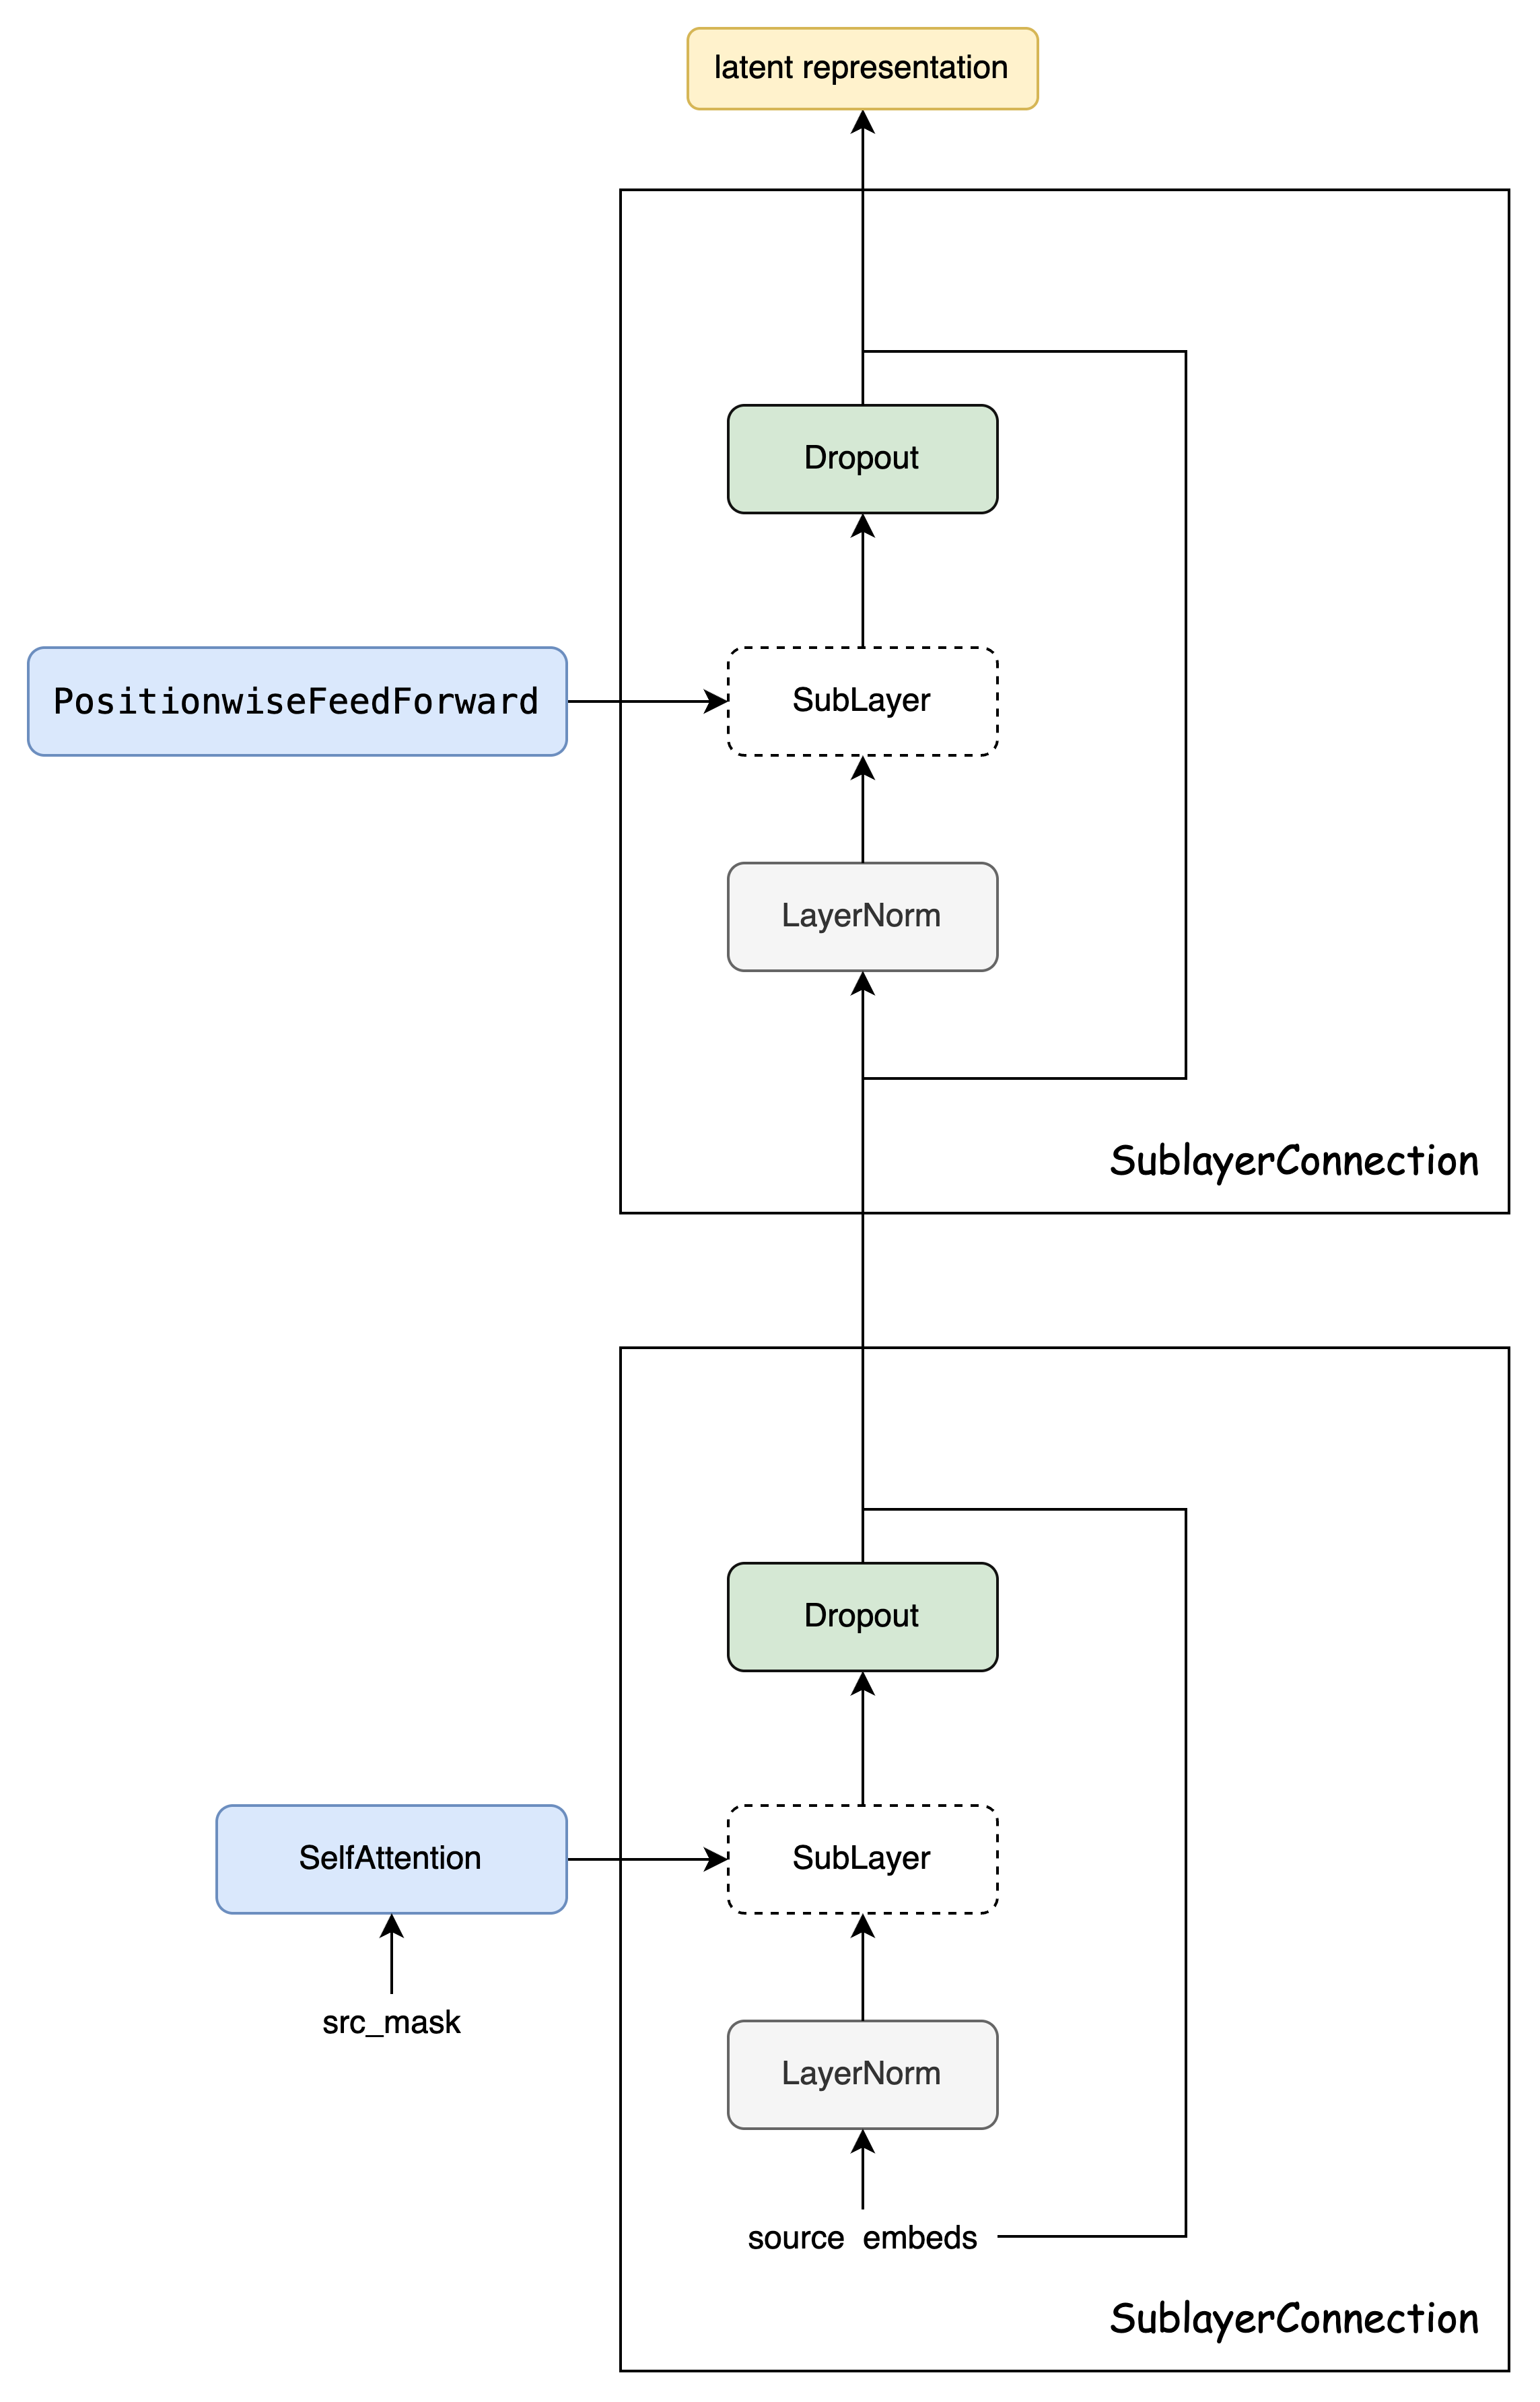 latent representation
Dropout
PositionwiseFeedForward
SubLayer
LayerNorm
SublayerConnection
Dropout
SelfAttention
SubLayer
src_mask
LayerNorm
source embeds
SublayerConnection